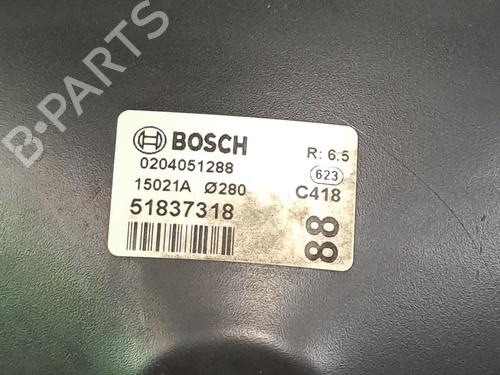 B-PARTS
BOSCH
R: 6.5
0204051288
623
15021A Ø280
C418
51837318
88